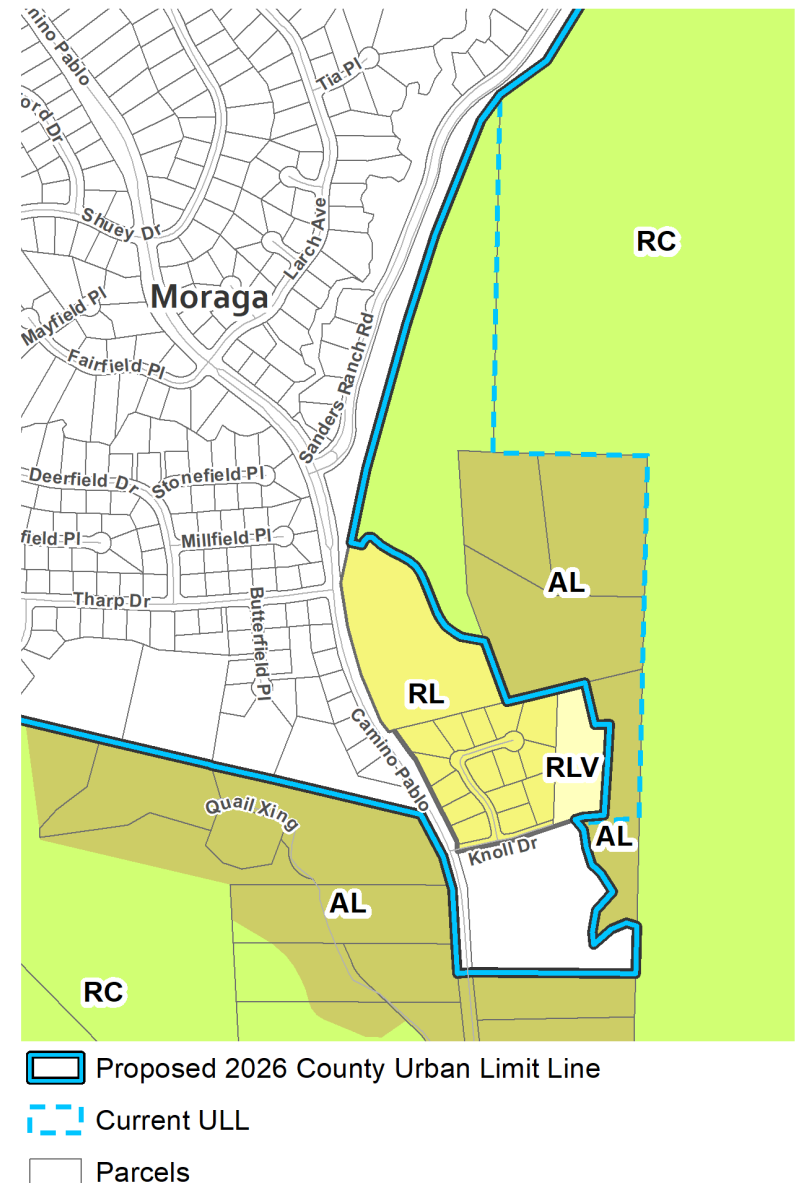 mino Pablo
ord Dr
Tia Pl
Shuey Dr
Larch Ave
RC
Moraga
Mayfield Pl
Fairfield Pl
Sanders Ranch Rd
Deerfield Dr
Stonefield Pl
field Pl
Millfield Pl
AL
Tharp Dr
Butterfield Pl
RL
Camino Pablo
RLV
Quail Xing
Knoll Dr
AL
AL
RC
Proposed 2026 County Urban Limit Line
Current ULL
Parcels